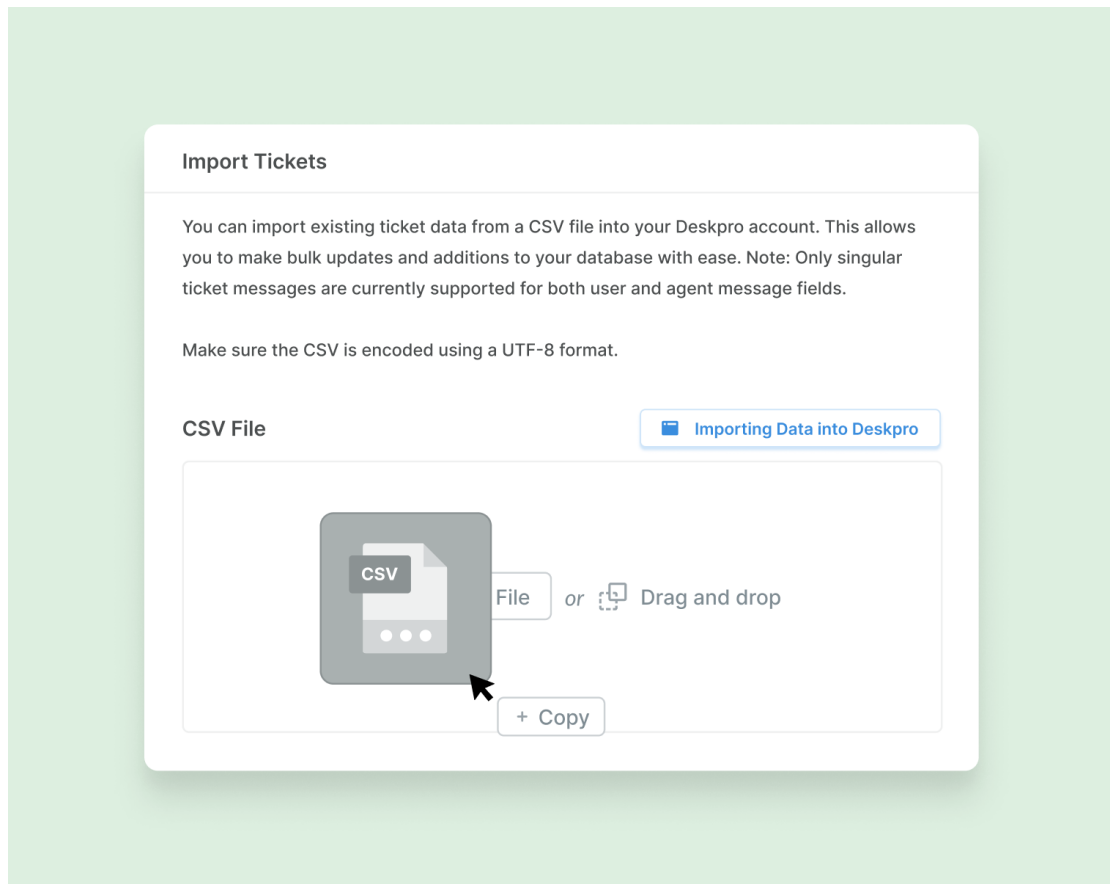 Import Tickets
You can import existing ticket data from a CSV file into your Deskpro account. This allows
you to make bulk updates and additions to your database with ease. Note: Only singular
ticket messages are currently supported for both user and agent message fields.
Make sure the CSV is encoded using a UTF-8 format.
CSV File
Importing Data into Deskpro
CSV
File or Drag and drop
+ Copy